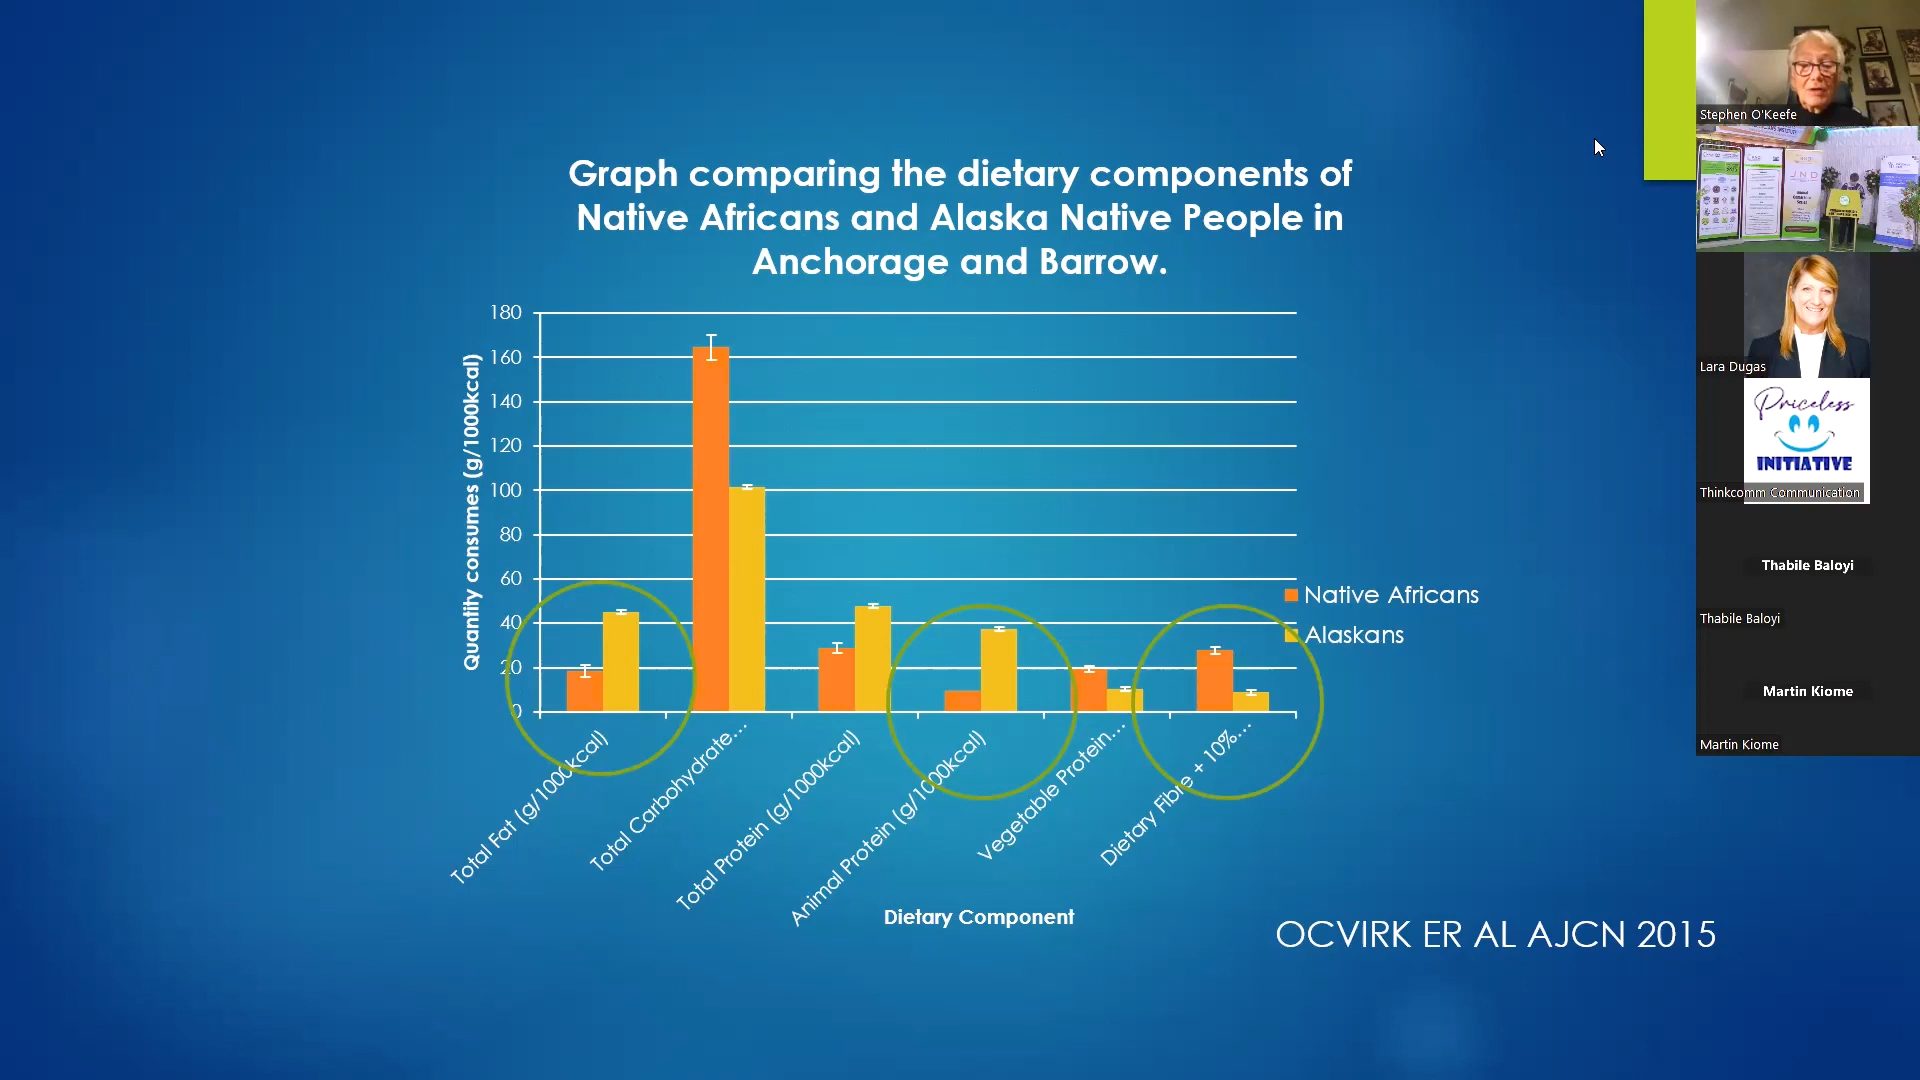 Graph comparing the dietary components of
Native Africans and Alaska Native People in
Anchorage and Barrow.
Quantity consumes (g/1000kcal)
180
160
140
120
100
80
60
40
20
0
Native Africans
Alaskans
Total Fat (g/1000kcal)
Total Carbohydrate...
Total Protein (g/1000kcal)
Animal Protein (g/1000kcal)
Vegetable Protein...
Dietary Fibre + 10%...
Dietary Component
OCVIRK ER AL AJCN 2015
Stephen O'Keefe
JND
Lara Dugas
Priceless
INITIATIVE
Thinkcomm Communication
Thabile Baloyi
Thabile Baloyi
Martin Kiome
Martin Kiome